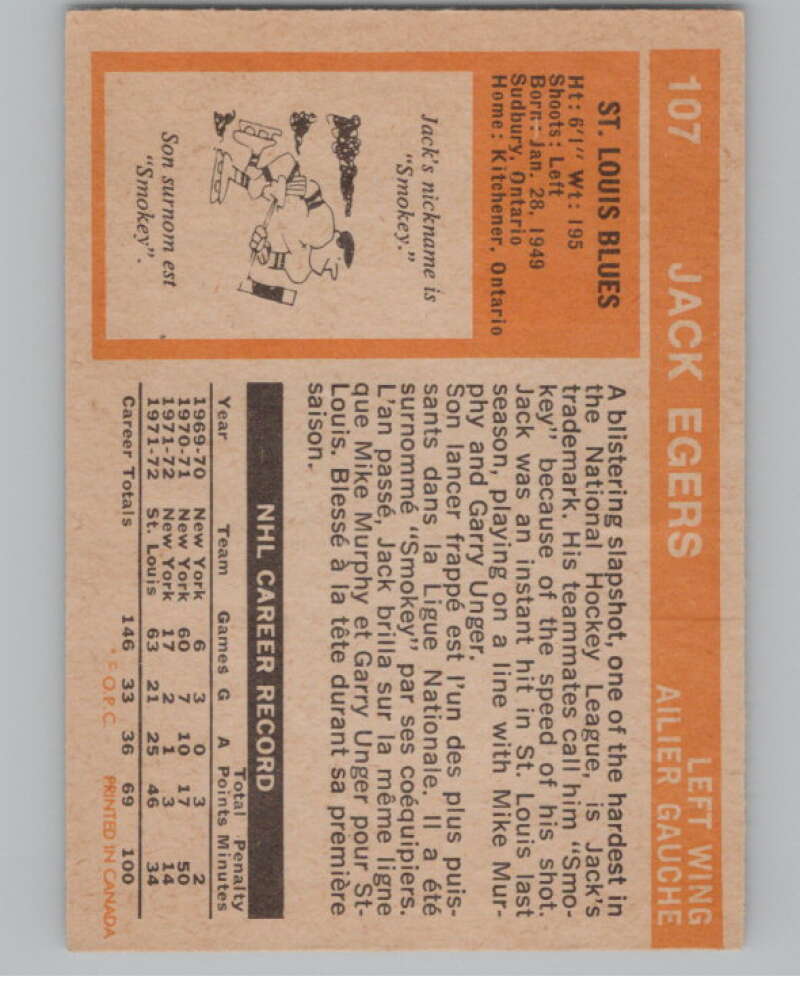 107 JACK EGERS LEFT WING
AILIER GAUCHE
ST. LOUIS BLUES
Ht: 6'1" Wt: 195
Shoots: Left
Born: Jan. 28, 1949
Sudbury, Ontario
Home: Kitchener, Ontario
Jack's nickname is
"Smokey."
Son surnom est
"Smokey".
A blistering slapshot, one of the hardest in
the National Hockey League, is Jack's
trademark. His teammates call him "Smo-
key" because of the speed of his shot.
Jack was an instant hit in St. Louis last
season, playing on a line with Mike Mur-
phy and Garry Unger.
Son lancer frappé est l'un des plus puis-
sants dans la Ligue Nationale. Il a été
surnommé "Smokey" par ses coéquipiers.
L'an passé, Jack brilla sur la même ligne
que Mike Murphy et Garry Unger pour St-
Louis. Blessé à la tête durant sa première
saison.
NHL CAREER RECORD
Total Penalty
Year Team Games G A Points Minutes
1969-70 New York 6 3 0 3 2
1970-71 New York 60 7 10 17 50
1971-72 New York 17 2 1 3 14
1971-72 St. Louis 63 21 25 46 34
Career Totals 146 33 36 69 100
* © O.P.C. PRINTED IN CANADA